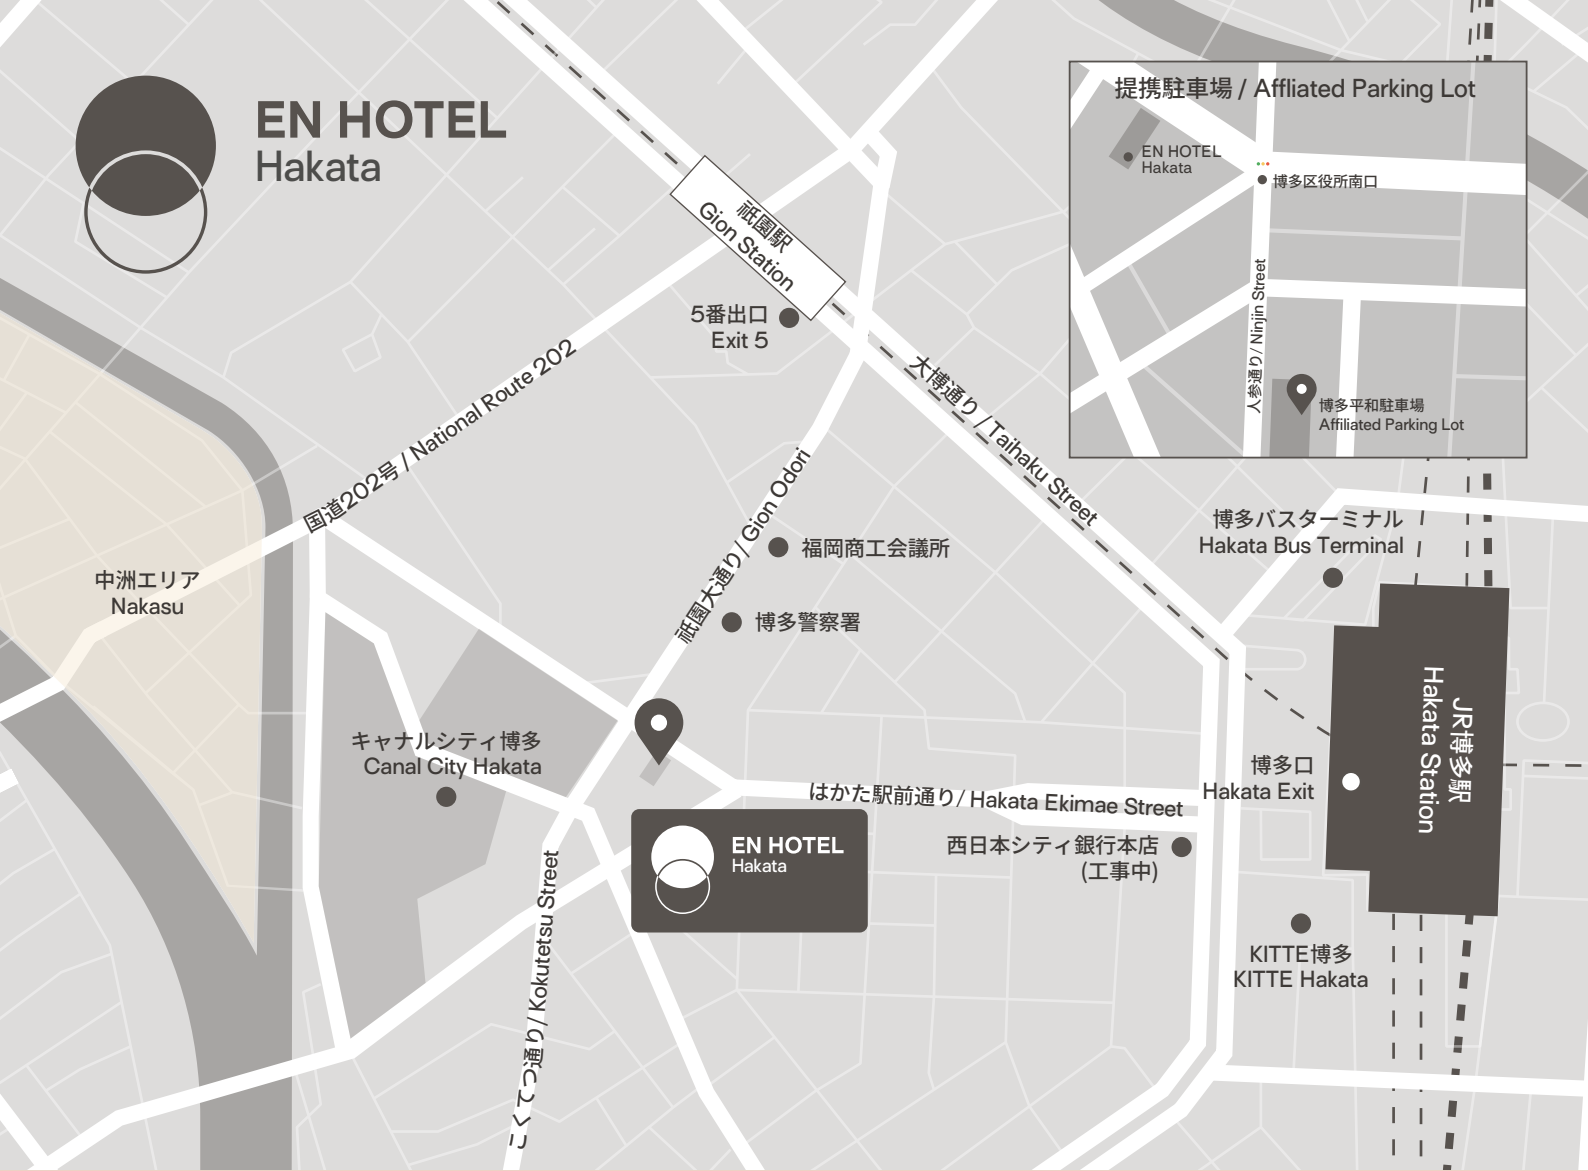 EN HOTEL
Hakata
提携駐車場 / Affliated Parking Lot
EN HOTEL
Hakata
博多区役所南口
人参通り/ Ninjin Street
博多平和駐車場
Affiliated Parking Lot
祇園駅
Gion Station
5番出口
Exit 5
国道202号 / National Route 202
大博通り / Taihaku Street
祇園大通り/ Gion Odori
福岡商工会議所
博多警察署
博多バスターミナル
Hakata Bus Terminal
中洲エリア
Nakasu
キャナルシティ博多
Canal City Hakata
JR博多駅
Hakata Station
博多口
Hakata Exit
はかた駅前通り/ Hakata Ekimae Street
EN HOTEL
Hakata
西日本シティ銀行本店
(工事中)
こくてつ通り/ Kokutetsu Street
KITTE博多
KITTE Hakata